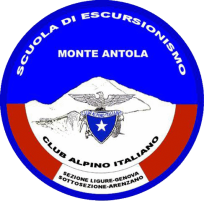 SCUOLA DI ESCURSIONISMO
MONTE ANTOLA
CLUB ALPINO ITALIANO
SEZIONE LIGURE-GENOVA
SOTTOSEZIONE-ARENZANO